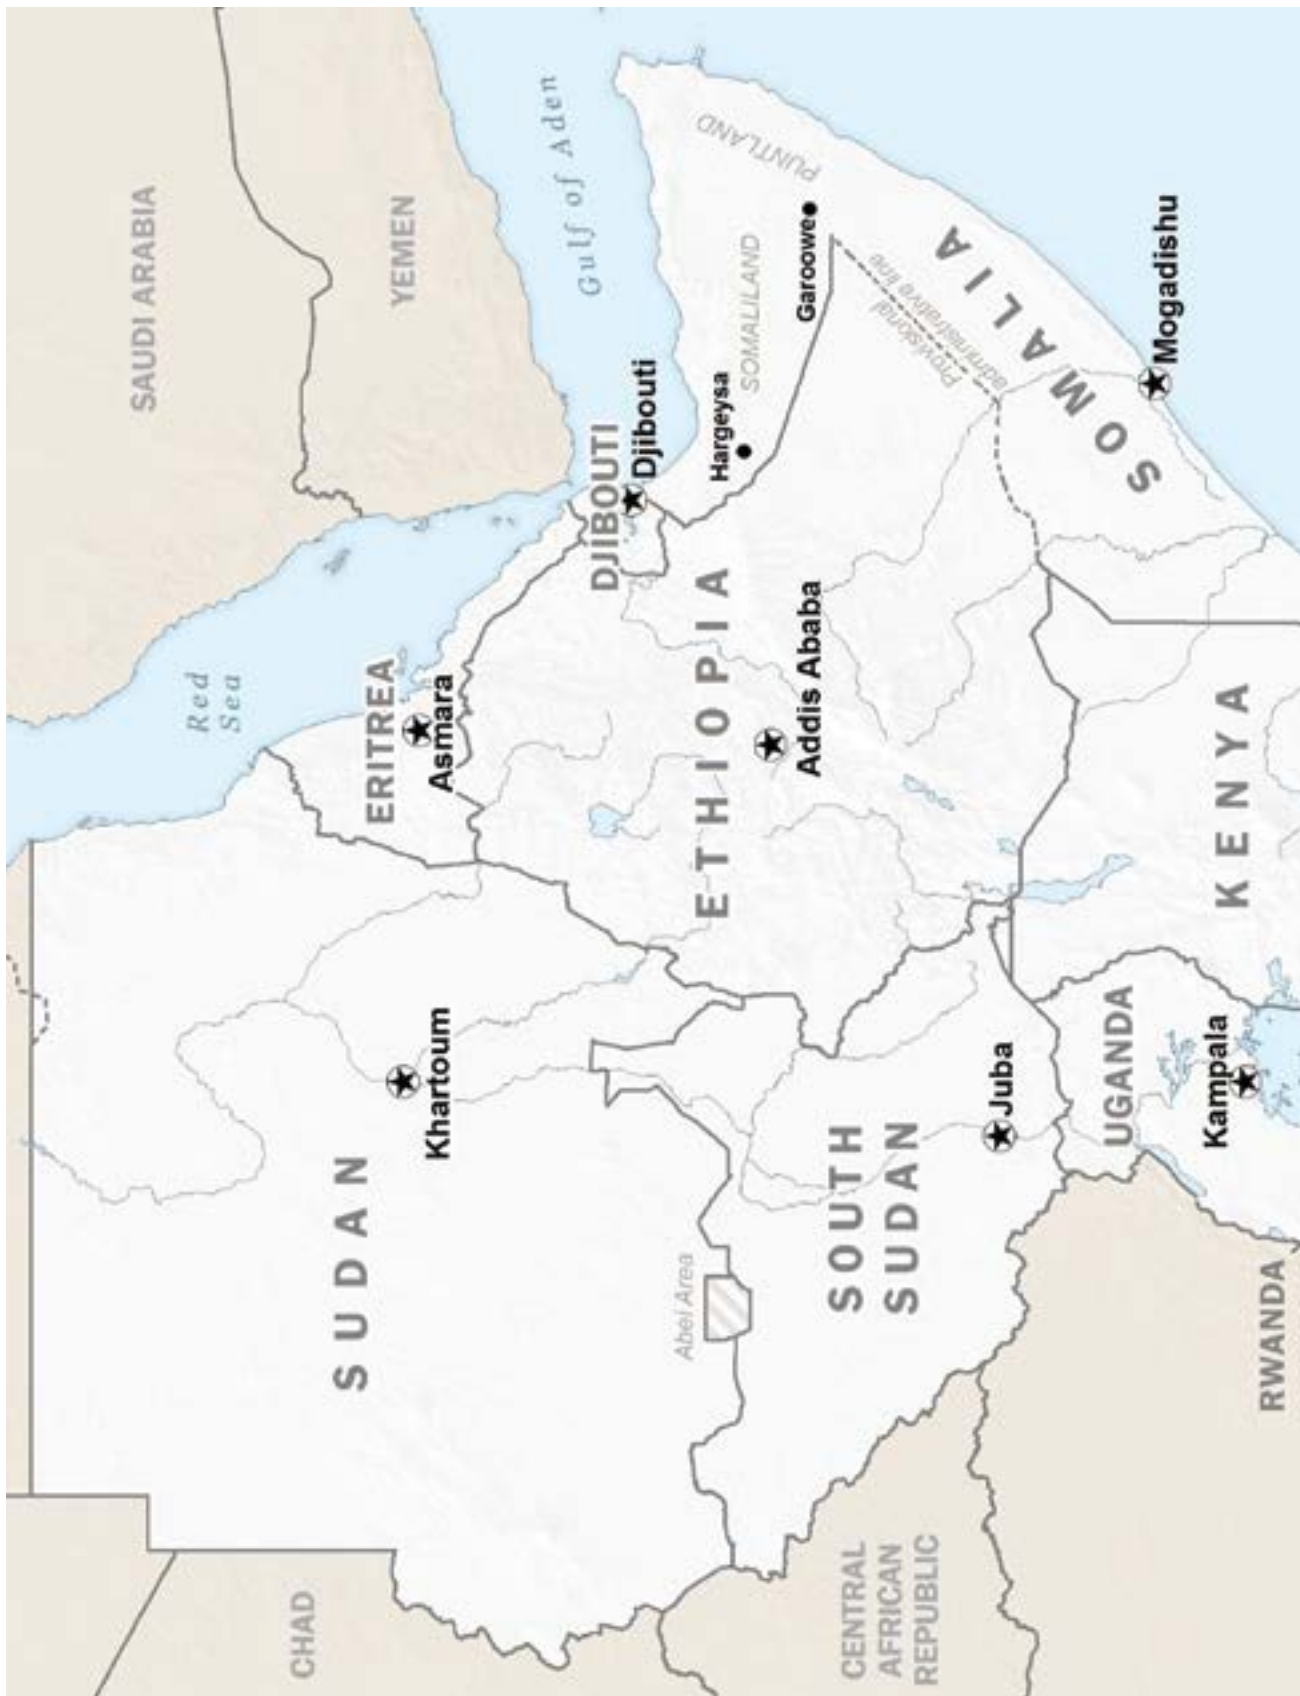 SAUDI ARABIA
Red
Sea
CHAD
SUDAN
ERITREA
YEMEN
Khartoum
Asmara
Gulf of Aden
DJIBOUTI
Djibouti
Abei Area
ETHIOPIA
Hargeysa
SOMALILAND
PUNTLAND
Addis Ababa
Garoowe
SOUTH
SUDAN
CENTRAL
AFRICAN
REPUBLIC
Provisional
administrative line
SOMALIA
Juba
UGANDA
Mogadishu
Kampala
KENYA
RWANDA